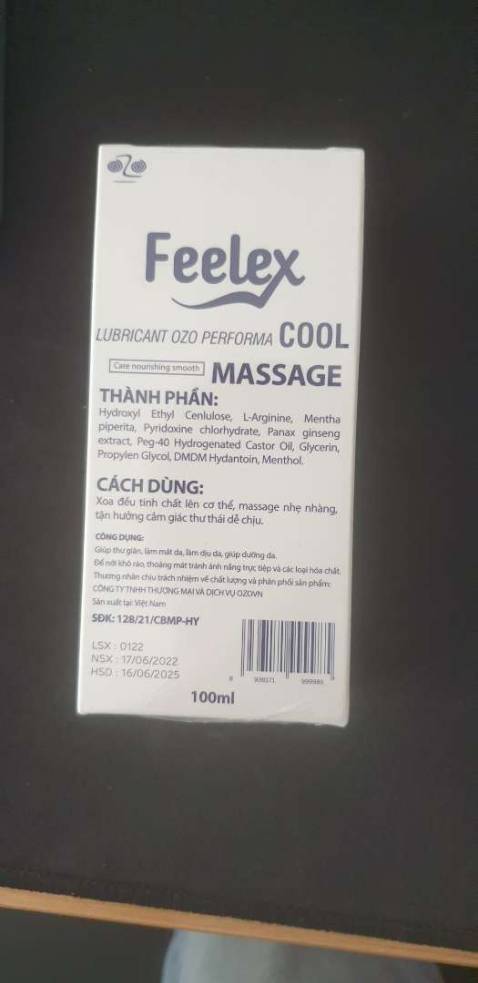 OZO
Feelex
LUBRICANT OZO PERFORMA COOL
Care nourishing smooth MASSAGE
THÀNH PHẦN:
Hydroxyl Ethyl Cenlulose, L-Arginine, Mentha
piperita, Pyridoxine chlorhydrate, Panax ginseng
extract, Peg-40 Hydrogenated Castor Oil, Glycerin,
Propylen Glycol, DMDM Hydantoin, Menthol.
CÁCH DÙNG:
Xoa đều tinh chất lên cơ thể, massage nhẹ nhàng,
tận hưởng cảm giác thư thái dễ chịu.
CÔNG DỤNG:
Giúp thư giãn, làm mát da, làm dịu da, giúp dưỡng da.
Để nơi khô ráo, thoáng mát tránh ánh nắng trực tiếp và các loại hóa chất.
Thương nhân chịu trách nhiệm về chất lượng và phân phối sản phẩm:
CÔNG TY TNHH THƯƠNG MẠI VÀ DỊCH VỤ OZOVN
Sản xuất tại: Việt Nam
SĐK: 128/21/CBMP-HY
LSX : 0122
NSX : 17/06/2022
HSD : 16/06/2025
100ml